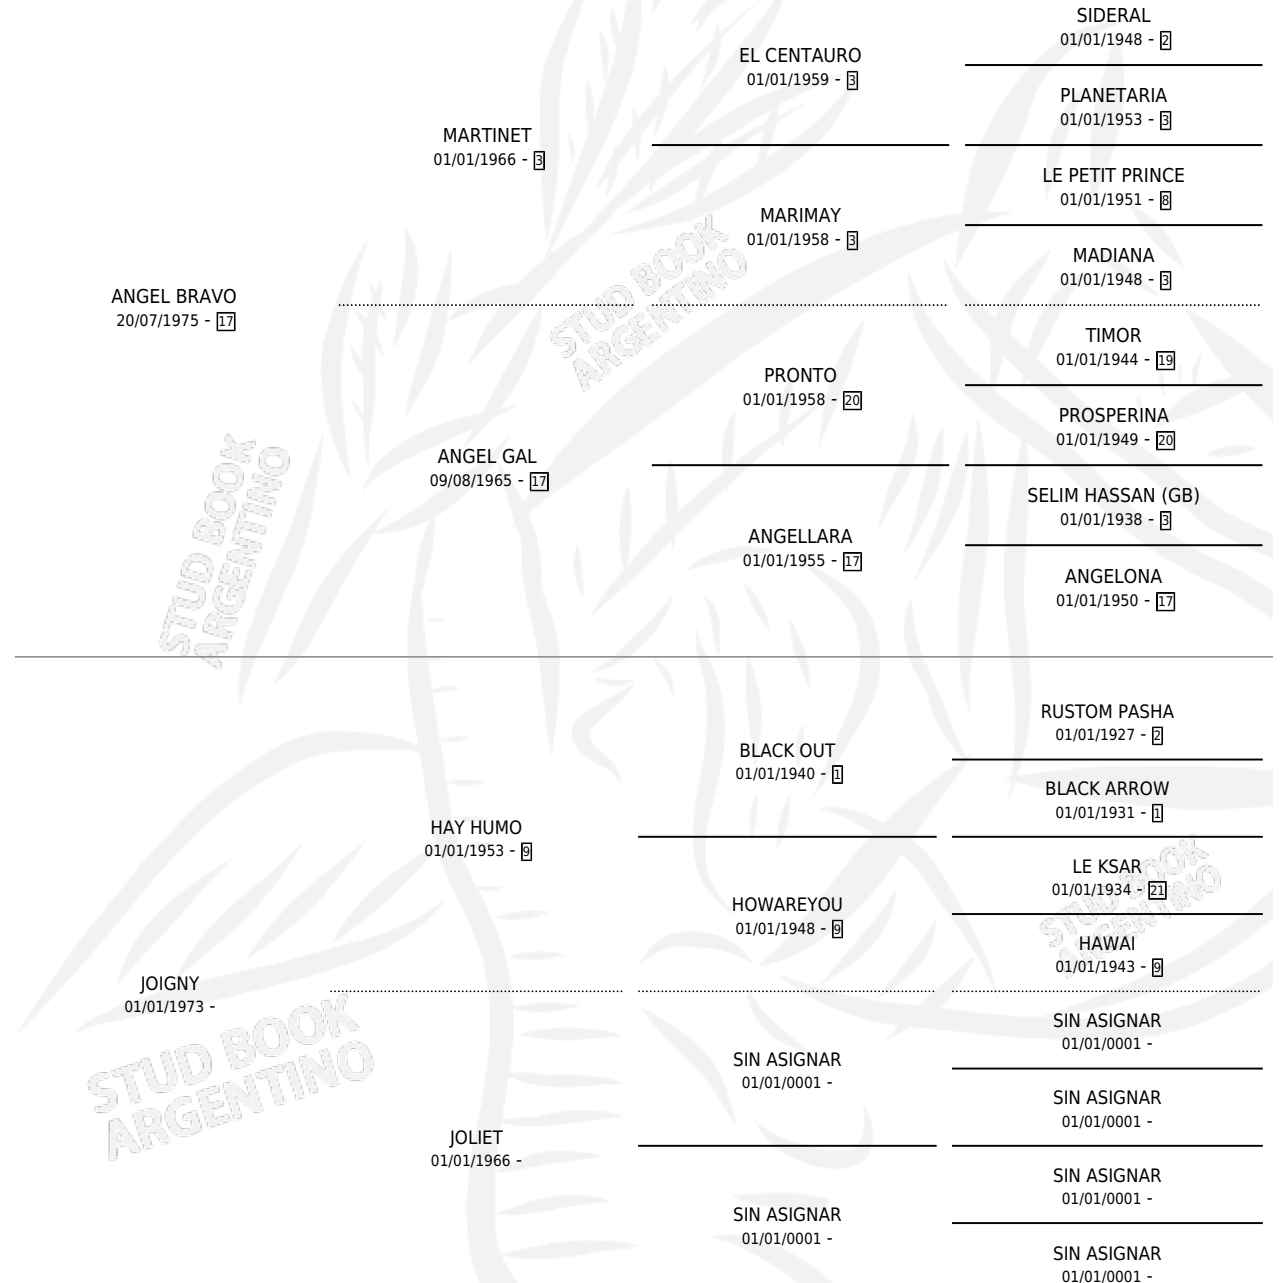 SIDERAL
01/01/1948 - 2
EL CENTAURO
01/01/1959 - 3
PLANETARIA
01/01/1953 - 3
MARTINET
01/01/1966 - 3
LE PETIT PRINCE
01/01/1951 - 8
MARIMAY
01/01/1958 - 3
MADIANA
01/01/1948 - 3
ANGEL BRAVO
20/07/1975 - 17
TIMOR
01/01/1944 - 19
PRONTO
01/01/1958 - 20
PROSPERINA
01/01/1949 - 20
ANGEL GAL
09/08/1965 - 17
SELIM HASSAN (GB)
01/01/1938 - 3
ANGELLARA
01/01/1955 - 17
ANGELONA
01/01/1950 - 17
STUD BOOK
ARGENTINO
STUD BOOK
ARGENTINO
RUSTOM PASHA
01/01/1927 - 2
BLACK OUT
01/01/1940 - 1
BLACK ARROW
01/01/1931 - 1
HAY HUMO
01/01/1953 - 9
LE KSAR
01/01/1934 - 21
HOWAREYOU
01/01/1948 - 9
HAWAI
01/01/1943 - 9
JOIGNY
01/01/1973 -
SIN ASIGNAR
01/01/0001 -
SIN ASIGNAR
01/01/0001 -
SIN ASIGNAR
01/01/0001 -
JOLIET
01/01/1966 -
SIN ASIGNAR
01/01/0001 -
SIN ASIGNAR
01/01/0001 -
SIN ASIGNAR
01/01/0001 -
STUD BOOK
ARGENTINO
STUD BOOK
ARGENTINO